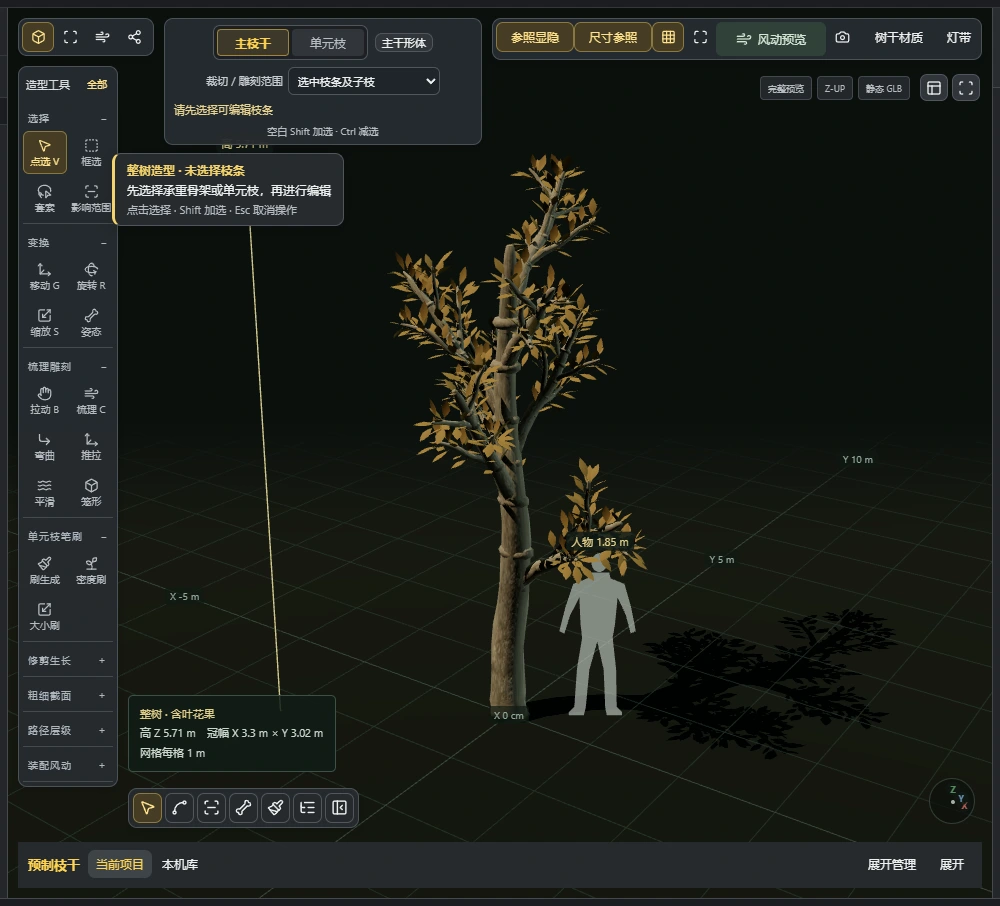 主枝干 单元枝 主干形体
裁切 / 雕刻范围 选中枝条及子枝
请先选择可编辑枝条
空白 Shift 加选 · Ctrl 减选
参照显隐 尺寸参照 风动预览 树干材质 灯带
完整预览 Z-UP 静态 GLB
造型工具 全部
选择 −
点选 V 框选
套索 影响范围
变换 −
移动 G 旋转 R
缩放 S 姿态
梳理雕刻 −
拉动 B 梳理 C
弯曲 推拉
平滑 笼形
单元枝笔刷 −
刷生成 密度刷
大小刷
修剪生长 +
粗细截面 +
路径层级 +
装配风动 +
高 5.71 m
整树造型 · 未选择枝条
先选择承重骨架或单元枝，再进行编辑
点击选择 · Shift 加选 · Esc 取消操作
Y 10 m
人物 1.85 m
Y 5 m
X -5 m
X 0 cm
整树 · 含叶花果
高 Z 5.71 m 冠幅 X 3.3 m × Y 3.02 m
网格每格 1 m
Z
Y
X
预制枝干 当前项目 本机库 展开管理 展开